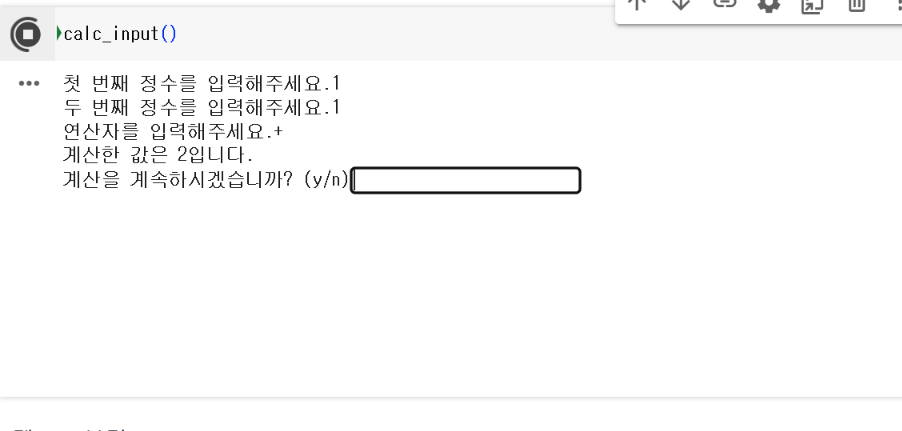 calc_input()
첫 번째 정수를 입력해주세요.1
두 번째 정수를 입력해주세요.1
연산자를 입력해주세요.+
계산한 값은 2입니다.
계산을 계속하시겠습니까? (y/n)